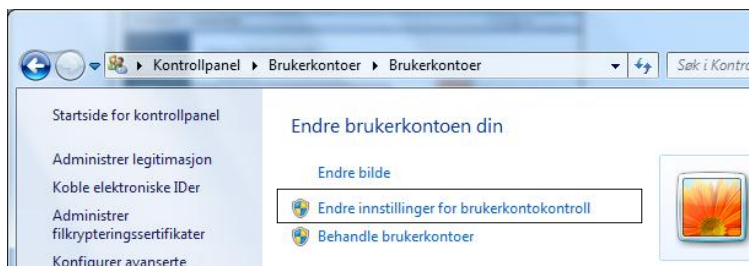 Kontrollpanel Brukerkontoer Brukerkontoer
Søk i Kontro
Startside for kontrollpanel
Administrer legitimasjon
Koble elektroniske IDer
Administrer
filkrypteringssertifikater
Konfigurer avanserte
Endre brukerkontoen din
Endre bilde
Endre innstillinger for brukerkontokontroll
Behandle brukerkontoer